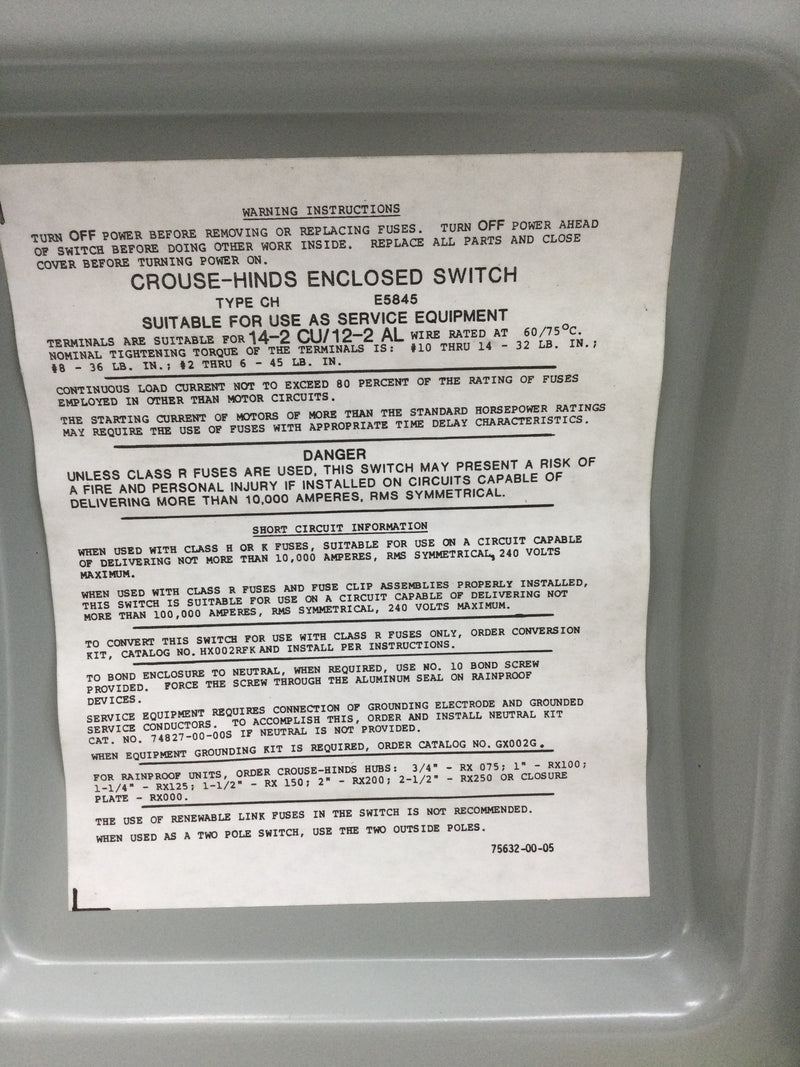 WARNING INSTRUCTIONS
TURN OFF POWER BEFORE REMOVING OR REPLACING FUSES. TURN OFF POWER AHEAD
OF SWITCH BEFORE DOING OTHER WORK INSIDE. REPLACE ALL PARTS AND CLOSE
COVER BEFORE TURNING POWER ON.
CROUSE-HINDS ENCLOSED SWITCH
TYPE CH E5845
SUITABLE FOR USE AS SERVICE EQUIPMENT
TERMINALS ARE SUITABLE FOR 14-2 CU/12-2 AL WIRE RATED AT 60/75°C.
NOMINAL TIGHTENING TORQUE OF THE TERMINALS IS: #10 THRU 14 - 32 LB. IN.;
#8 - 36 LB. IN.; #2 THRU 6 - 45 LB. IN.
CONTINUOUS LOAD CURRENT NOT TO EXCEED 80 PERCENT OF THE RATING OF FUSES
EMPLOYED IN OTHER THAN MOTOR CIRCUITS.
THE STARTING CURRENT OF MOTORS OF MORE THAN THE STANDARD HORSEPOWER RATINGS
MAY REQUIRE THE USE OF FUSES WITH APPROPRIATE TIME DELAY CHARACTERISTICS.
DANGER
UNLESS CLASS R FUSES ARE USED, THIS SWITCH MAY PRESENT A RISK OF
A FIRE AND PERSONAL INJURY IF INSTALLED ON CIRCUITS CAPABLE OF
DELIVERING MORE THAN 10,000 AMPERES, RMS SYMMETRICAL.
SHORT CIRCUIT INFORMATION
WHEN USED WITH CLASS H OR K FUSES, SUITABLE FOR USE ON A CIRCUIT CAPABLE
OF DELIVERING NOT MORE THAN 10,000 AMPERES, RMS SYMMETRICAL, 240 VOLTS
MAXIMUM.
WHEN USED WITH CLASS R FUSES AND FUSE CLIP ASSEMBLIES PROPERLY INSTALLED,
THIS SWITCH IS SUITABLE FOR USE ON A CIRCUIT CAPABLE OF DELIVERING NOT
MORE THAN 100,000 AMPERES, RMS SYMMETRICAL, 240 VOLTS MAXIMUM.
TO CONVERT THIS SWITCH FOR USE WITH CLASS R FUSES ONLY, ORDER CONVERSION
KIT, CATALOG NO. HX002RFK AND INSTALL PER INSTRUCTIONS.
TO BOND ENCLOSURE TO NEUTRAL, WHEN REQUIRED, USE NO. 10 BOND SCREW
PROVIDED. FORCE THE SCREW THROUGH THE ALUMINUM SEAL ON RAINPROOF
DEVICES.
SERVICE EQUIPMENT REQUIRES CONNECTION OF GROUNDING ELECTRODE AND GROUNDED
SERVICE CONDUCTORS. TO ACCOMPLISH THIS, ORDER AND INSTALL NEUTRAL KIT
CAT. NO. 74827-00-00S IF NEUTRAL IS NOT PROVIDED.
WHEN EQUIPMENT GROUNDING KIT IS REQUIRED, ORDER CATALOG NO. GX002G.
FOR RAINPROOF UNITS, ORDER CROUSE-HINDS HUBS: 3/4" - RX 075; 1" - RX100;
1-1/4" - RX125; 1-1/2" - RX 150; 2" - RX200; 2-1/2" - RX250 OR CLOSURE
PLATE - RX000.
THE USE OF RENEWABLE LINK FUSES IN THE SWITCH IS NOT RECOMMENDED.
WHEN USED AS A TWO POLE SWITCH, USE THE TWO OUTSIDE POLES.
75632-00-05